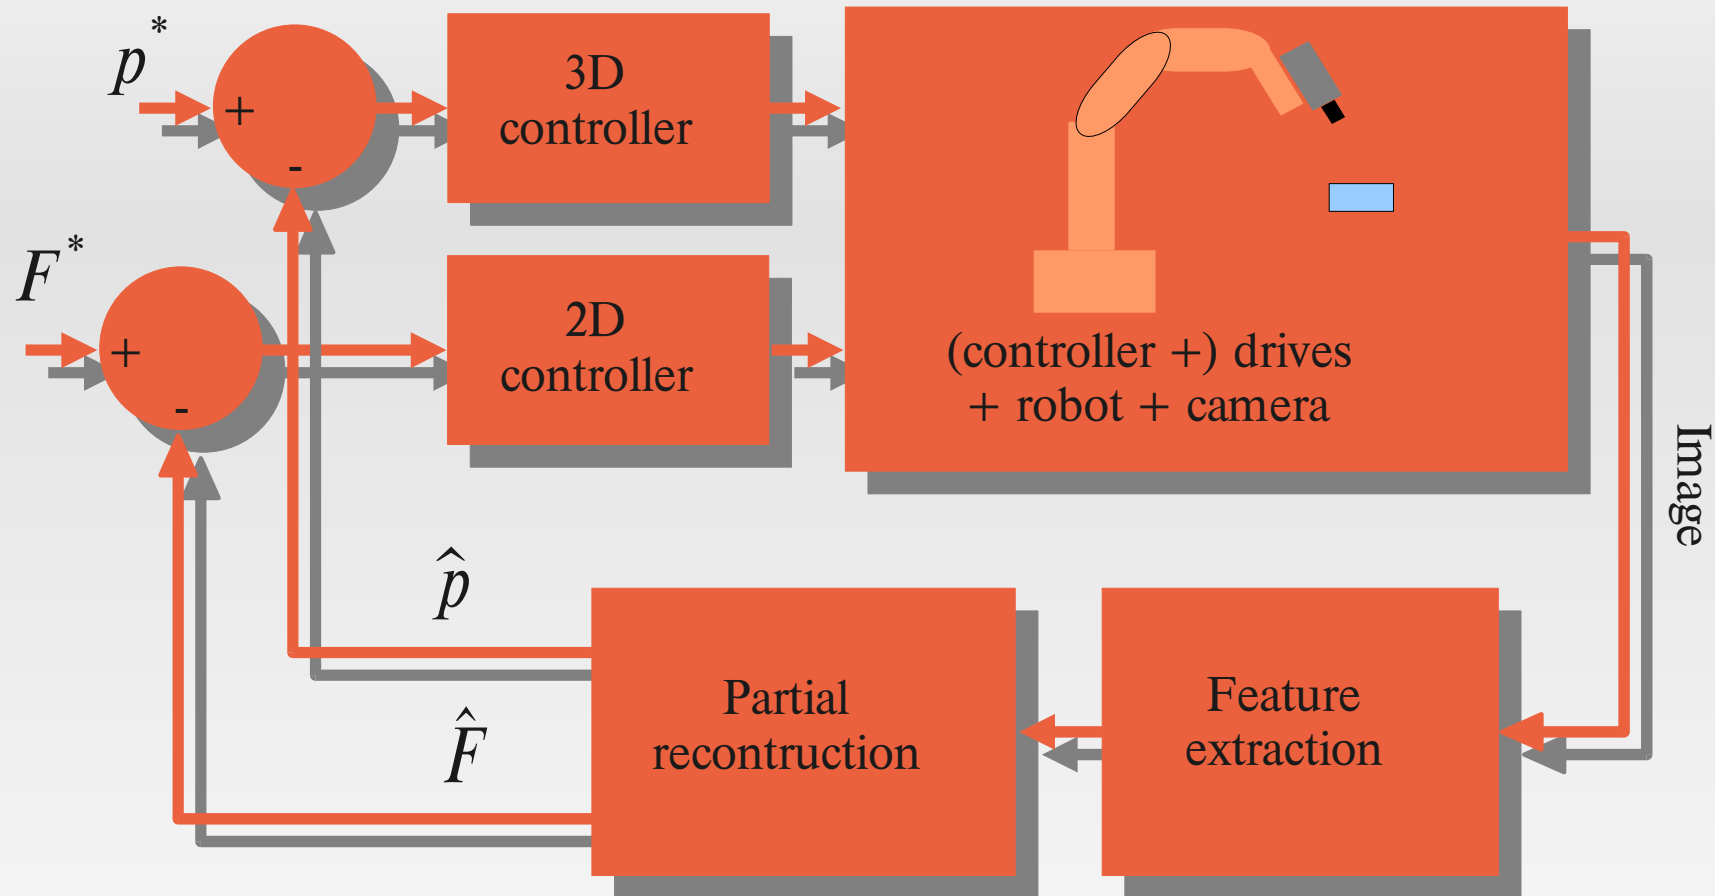 p*
+
-
3D
controller
F*
+
-
2D
controller
(controller +) drives
+ robot + camera
Image
p̂
F̂
Partial
recontruction
Feature
extraction